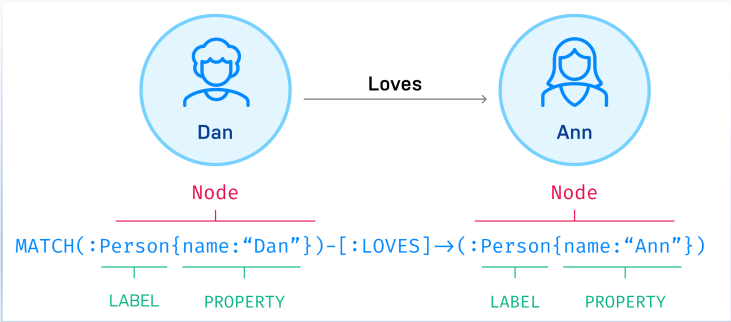 Loves
Dan Ann
Node Node
MATCH(:Person{name:“Dan”})-[:LOVES]→(:Person{name:“Ann”})
LABEL PROPERTY LABEL PROPERTY